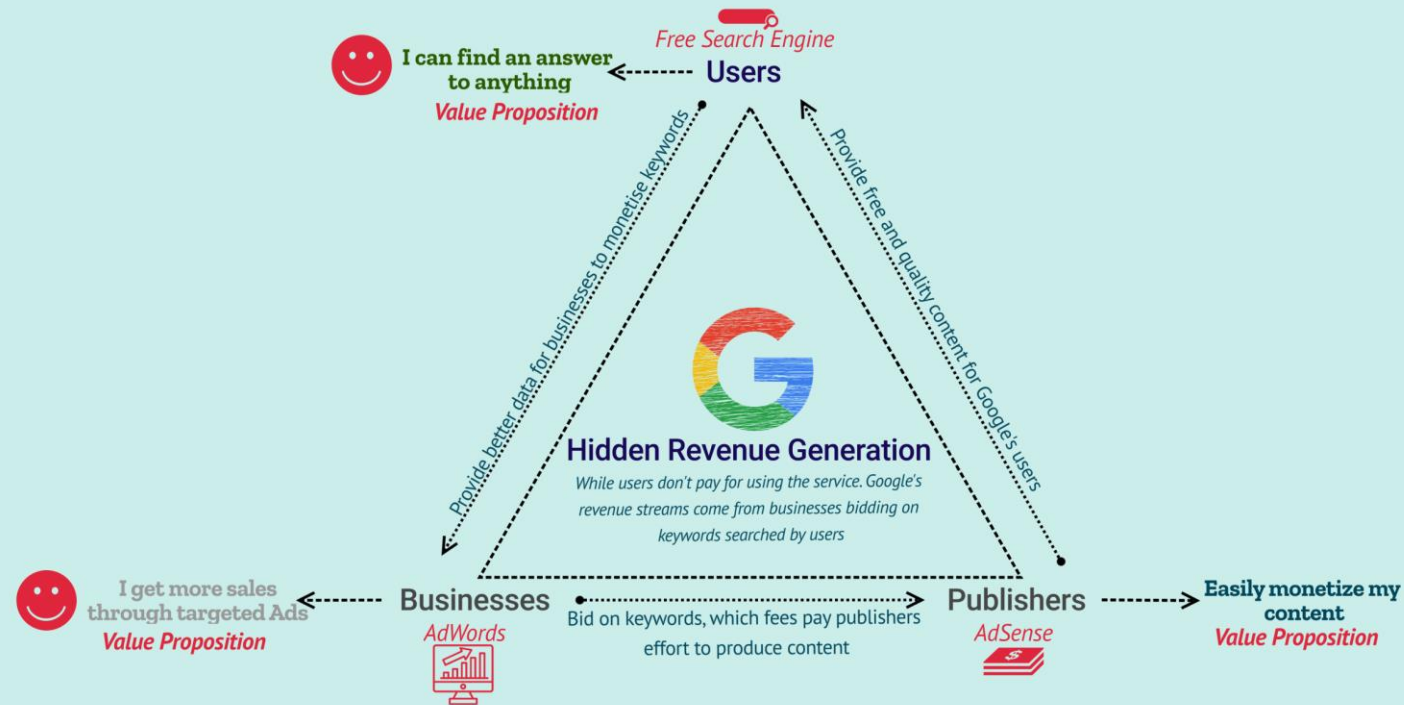 Free Search Engine
Users
I can find an answer
to anything
Value Proposition
Provide better data for businesses to monetise keywords
Provide free and quality content for Google's users
Hidden Revenue Generation
While users don't pay for using the service. Google's
revenue streams come from businesses bidding on
keywords searched by users
I get more sales
through targeted Ads
Value Proposition
Businesses
AdWords
Bid on keywords, which fees pay publishers
effort to produce content
Publishers
AdSense
$
Easily monetize my
content
Value Proposition